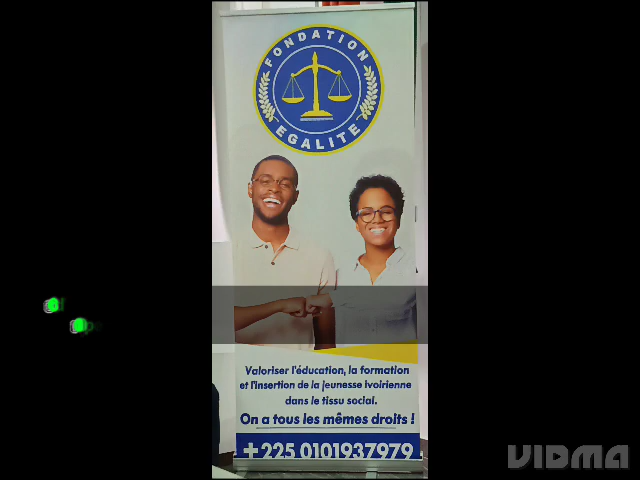 FONDATION
EGALITE
Valoriser l'éducation, la formation
et l'insertion de la jeunesse ivoirienne
dans le tissu social.
On a tous les mêmes droits !
+225 0101937979
VIDMA